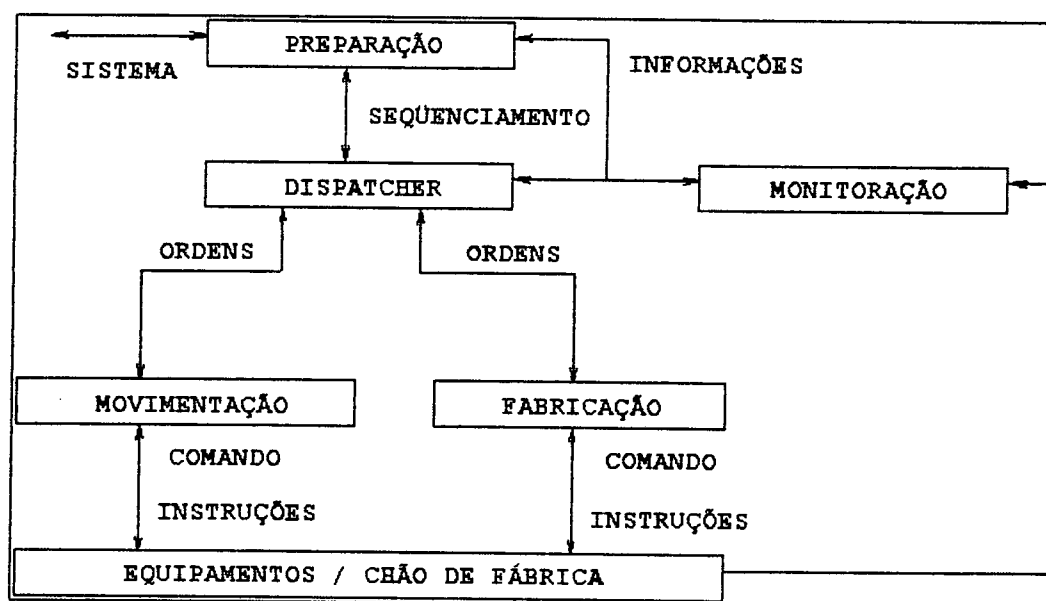 PREPARAÇÃO
SISTEMA
INFORMAÇÕES
SEQÜENCIAMENTO
DISPATCHER
MONITORAÇÃO
ORDENS
ORDENS
MOVIMENTAÇÃO
FABRICAÇÃO
COMANDO
COMANDO
INSTRUÇÕES
INSTRUÇÕES
EQUIPAMENTOS / CHÃO DE FÁBRICA